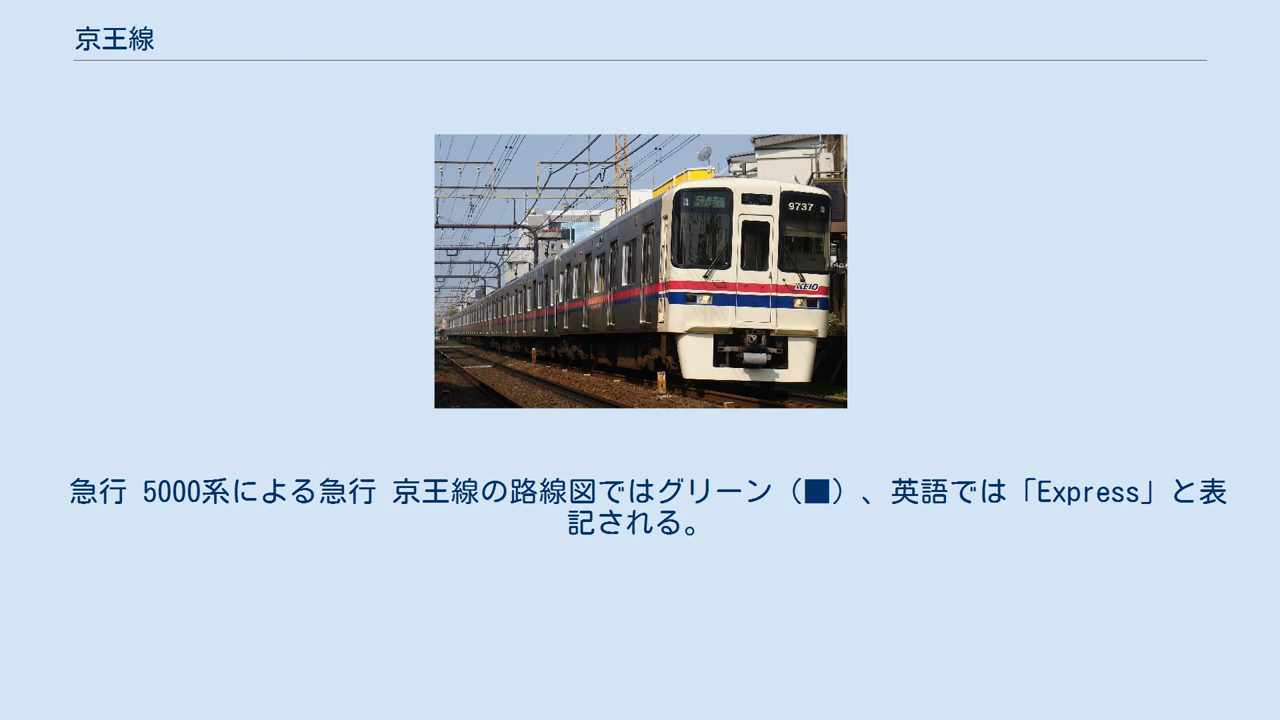 京王線
9737
KEIO
急行 5000系による急行 京王線の路線図ではグリーン（■）、英語では「Express」と表
記される。